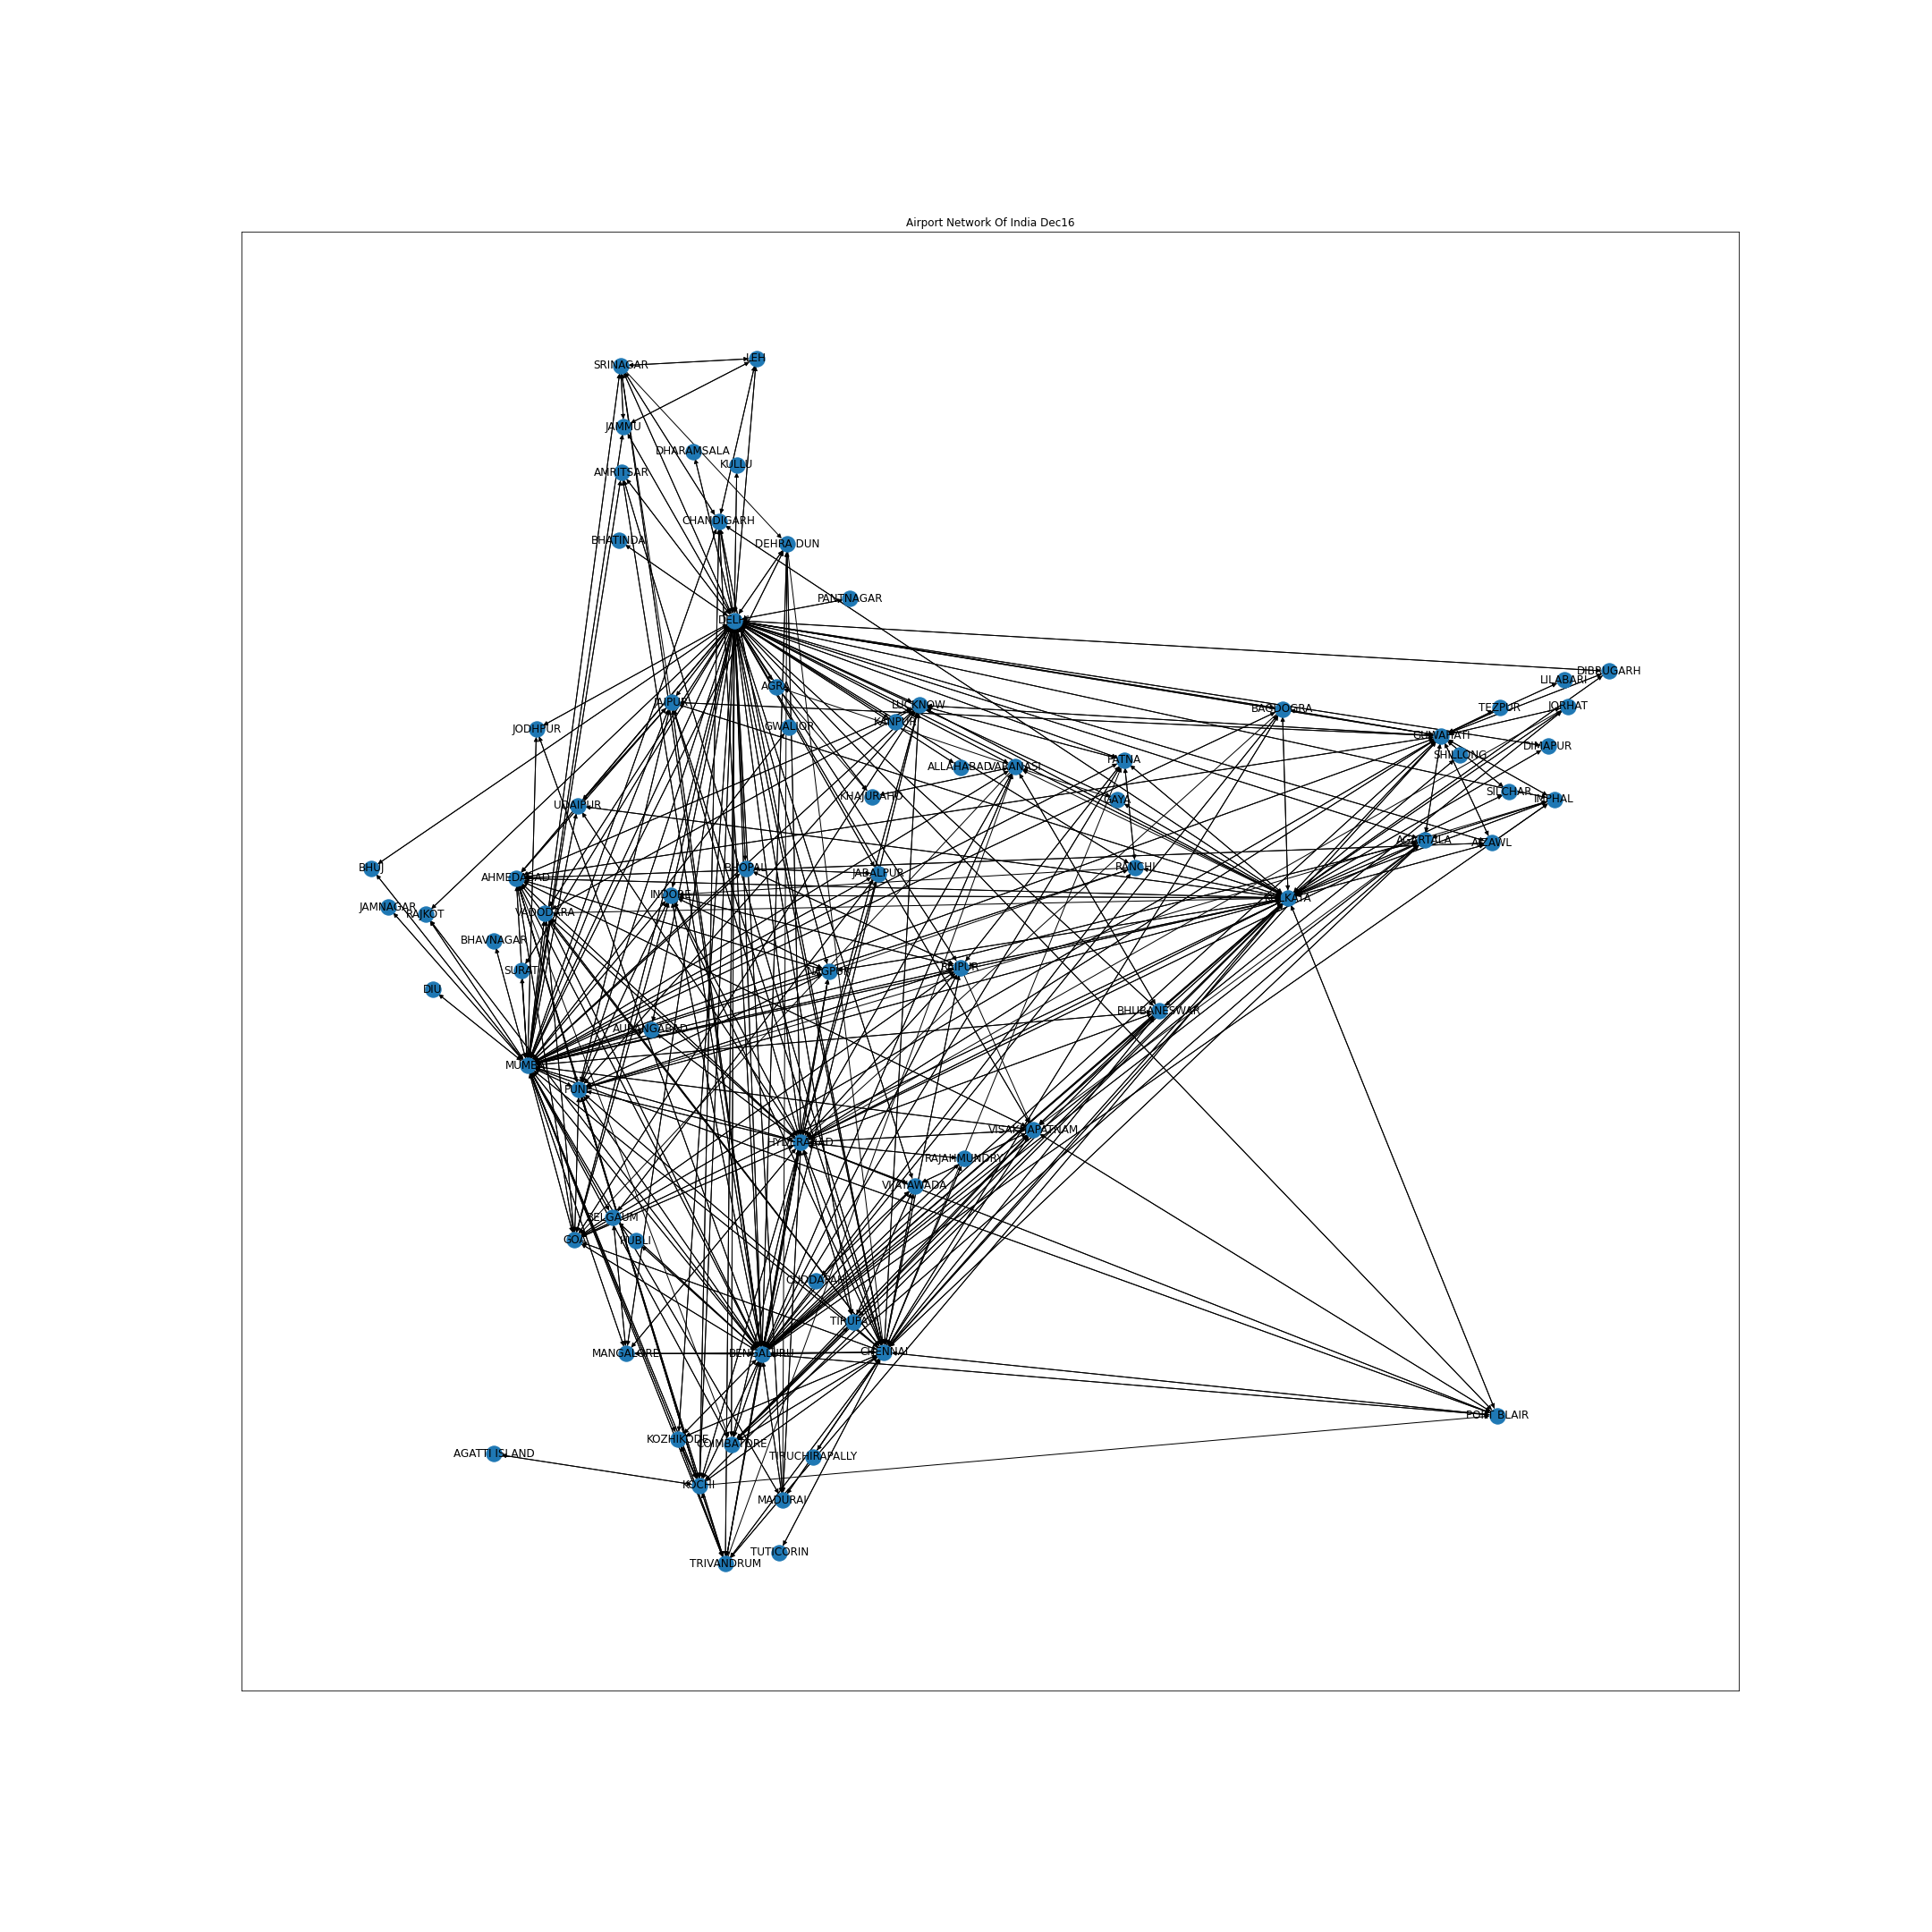 Airport Network Of India Dec16
LEH
SRINAGAR
JAMMU
DHARAMSALA
KULLU
AMRITSAR
CHANDIGARH
BHATINDA
DEHRA DUN
PANTNAGAR
DELHI
DIBRUGARH
LILABARI
AGRA
JAIPUR
LUCKNOW
BAGDOGRA
TEZPUR
JORHAT
KANPUR
GWALIOR
JODHPUR
GUWAHATI
DIMAPUR
SHILLONG
PATNA
ALLAHABAD
VARANASI
SILCHAR
KHAJURAHO
GAYA
IMPHAL
UDAIPUR
AGARTALA
AIZAWL
BHUJ
BHOPAL
RANCHI
JABALPUR
AHMEDABAD
INDORE
KOLKATA
JAMNAGAR
RAJKOT
VADODARA
BHAVNAGAR
SURAT
NAGPUR
RAIPUR
DIU
BHUBANESWAR
AURANGABAD
MUMBAI
PUNE
VISAKHAPATNAM
HYDERABAD
RAJAHMUNDRY
VIJAYAWADA
BELGAUM
GOA
HUBLI
CUDDAPAH
TIRUPATI
MANGALORE
BENGALURU
CHENNAI
PORT BLAIR
KOZHIKODE
COIMBATORE
AGATTI ISLAND
TIRUCHIRAPALLY
KOCHI
MADURAI
TUTICORIN
TRIVANDRUM